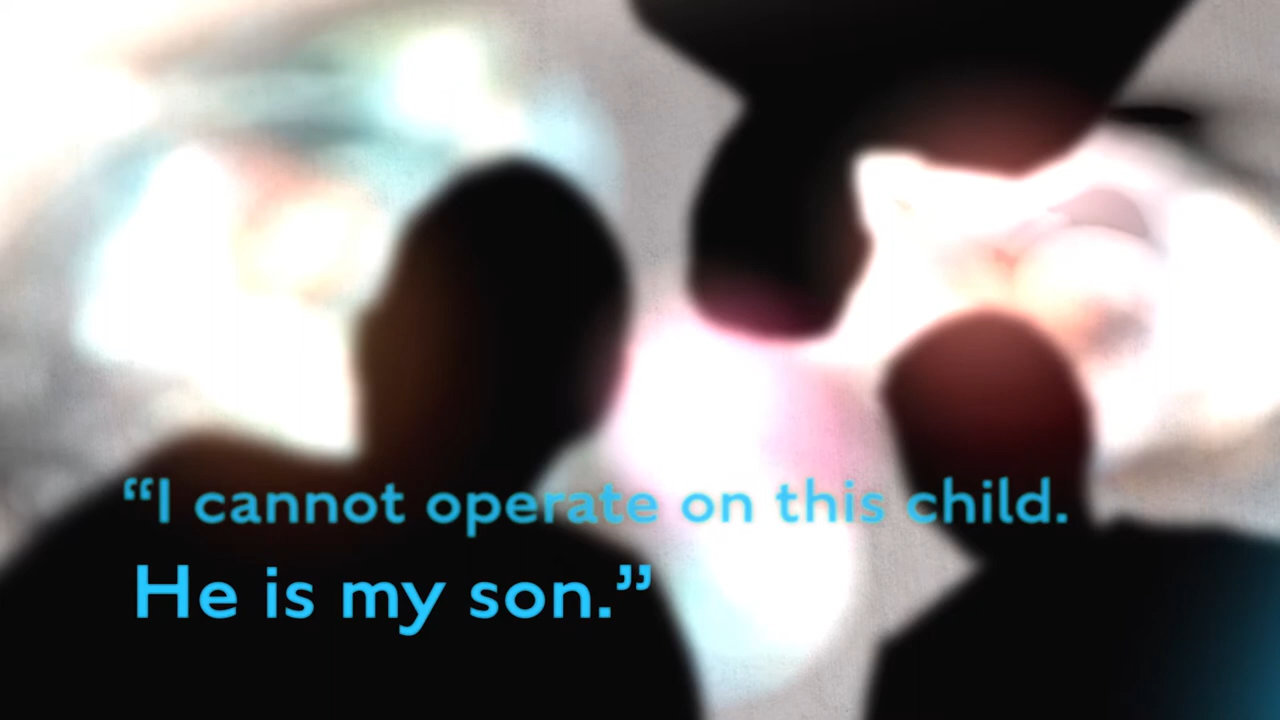 “I cannot operate on this child.
He is my son.”